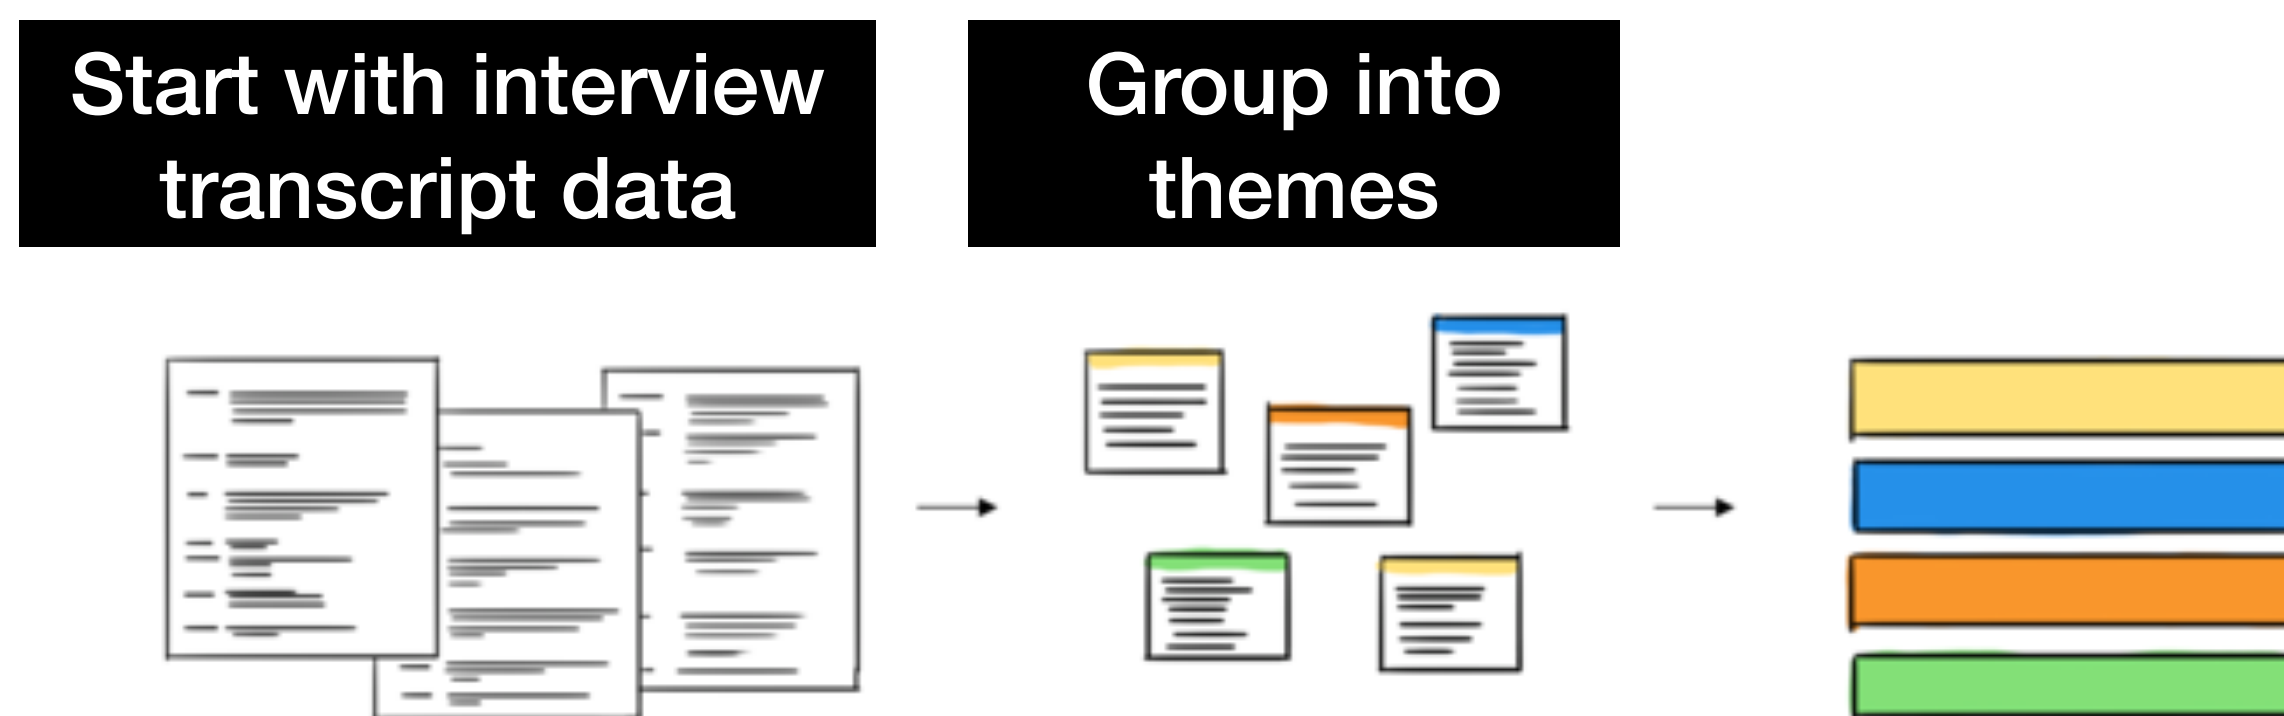 Start with interview
transcript data
Group into
themes